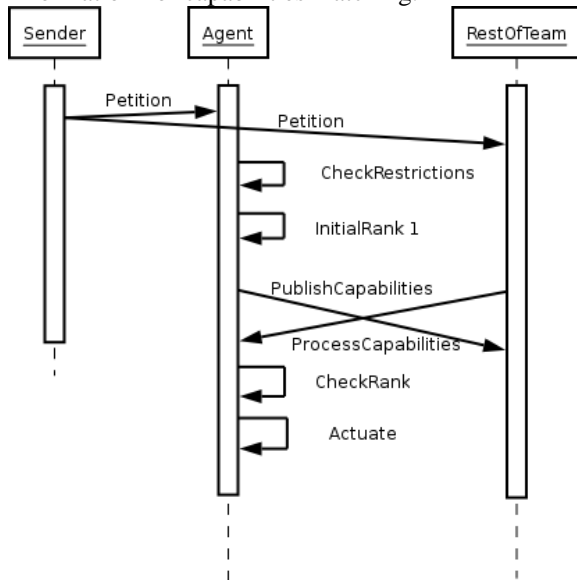 Sender
Agent
RestOfTeam
Petition
Petition
CheckRestrictions
InitialRank 1
PublishCapabilities
ProcessCapabilities
CheckRank
Actuate